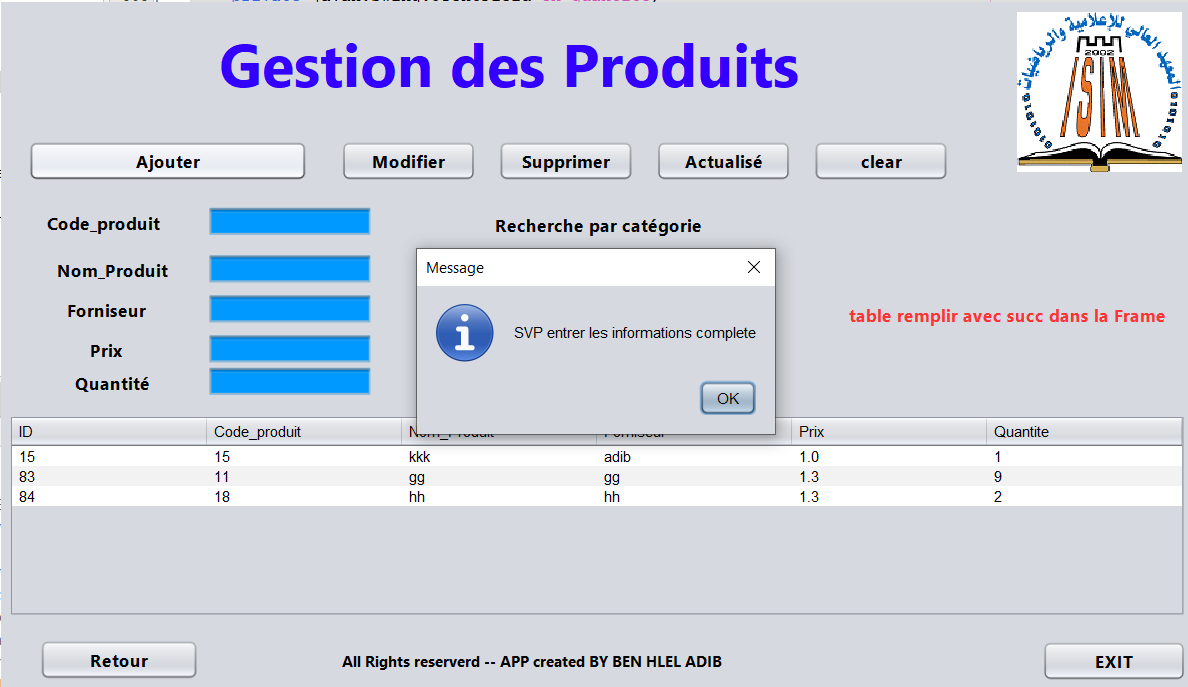 Gestion des Produits
المعهد العالي للإعلامية والرياضيات
2002
ISIM
Ajouter
Modifier
Supprimer
Actualisé
clear
Code_produit
Recherche par catégorie
Nom_Produit
Forniseur
Prix
Quantité
Message
SVP entrer les informations complete
OK
table remplir avec succ dans la Frame
ID Code_produit Nom_Produit Forniseur Prix Quantite
15 15 kkk adib 1.0 1
83 11 gg gg 1.3 9
84 18 hh hh 1.3 2
Retour
All Rights reserverd -- APP created BY BEN HLEL ADIB
EXIT